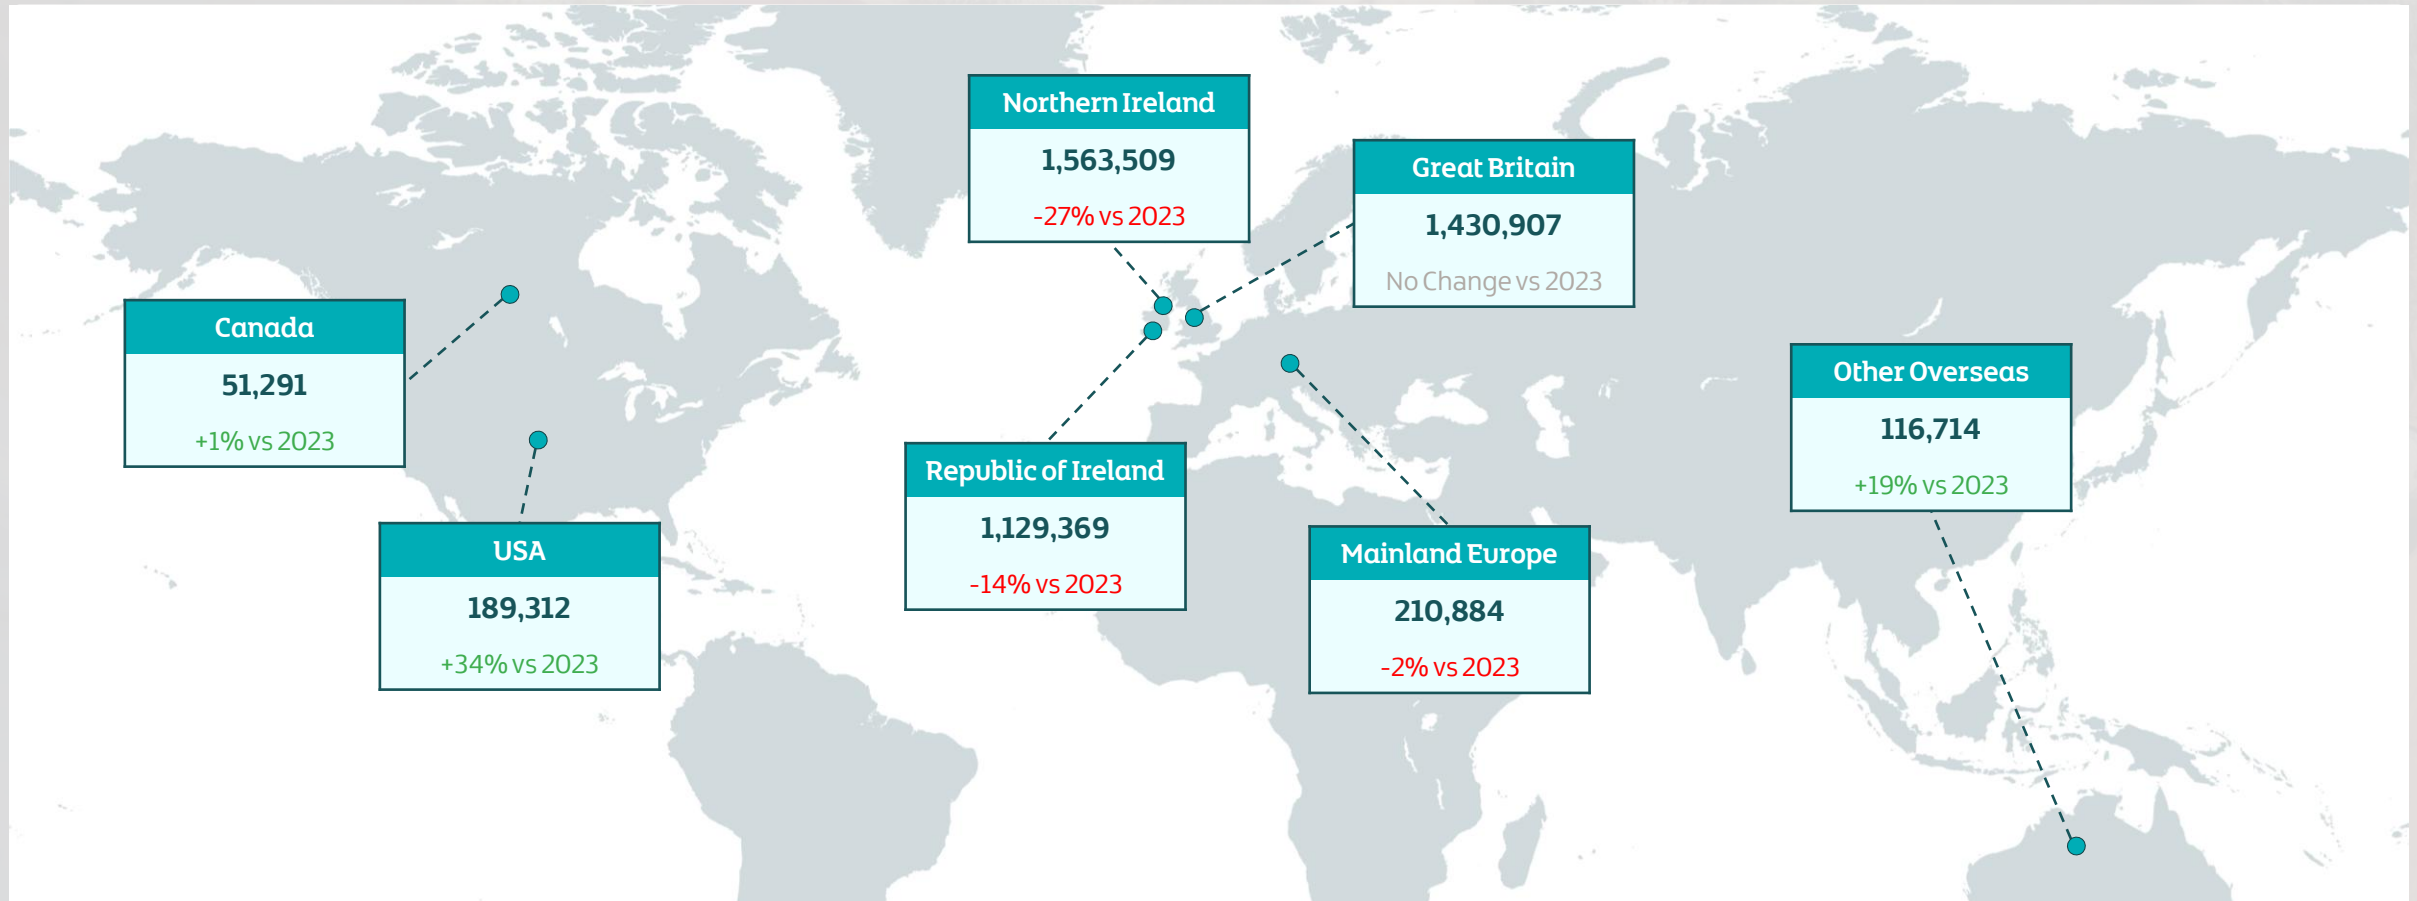 Northern Ireland
1,563,509
-27% vs 2023
Great Britain
1,430,907
No Change vs 2023
Canada
51,291
+1% vs 2023
Other Overseas
116,714
+19% vs 2023
Republic of Ireland
1,129,369
-14% vs 2023
USA
189,312
+34% vs 2023
Mainland Europe
210,884
-2% vs 2023